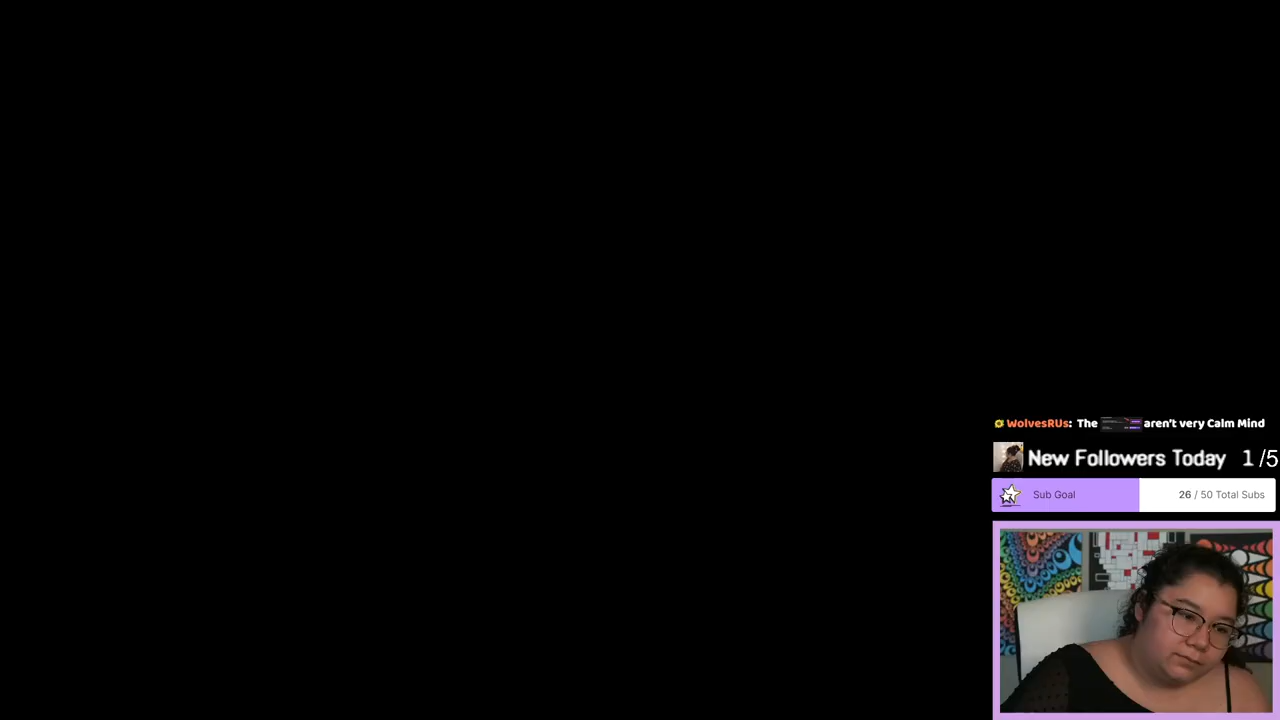 WolvesRUs: The aren't very Calm Mind
New Followers Today 1 /5
Sub Goal 26 / 50 Total Subs